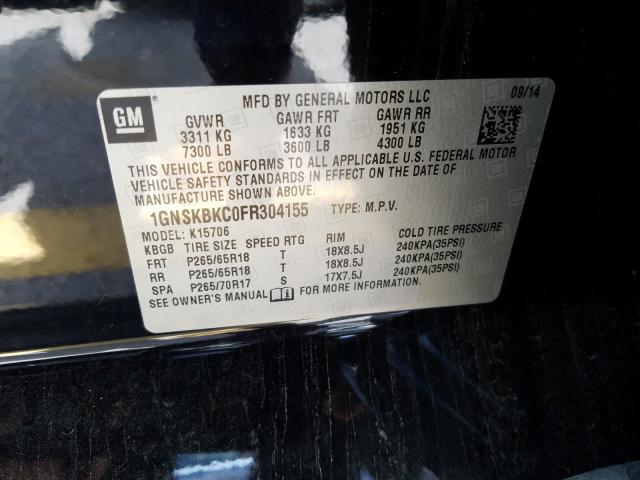 GM
MFD BY GENERAL MOTORS LLC 09/14
GVWR GAWR FRT GAWR RR
3311 KG 1633 KG 1951 KG
7300 LB 3600 LB 4300 LB
THIS VEHICLE CONFORMS TO ALL APPLICABLE U.S. FEDERAL MOTOR
VEHICLE SAFETY STANDARDS IN EFFECT ON THE DATE OF
MANUFACTURE SHOWN ABOVE.
1GNSKBKC0FR304155 TYPE: M.P.V.
MODEL: K15706
KBGB TIRE SIZE SPEED RTG RIM COLD TIRE PRESSURE
FRT P265/65R18 T 18X8.5J 240KPA(35PSI)
RR P265/65R18 T 18X8.5J 240KPA(35PSI)
SPA P265/70R17 S 17X7.5J 240KPA(35PSI)
SEE OWNER'S MANUAL FOR MORE INFORMATION.